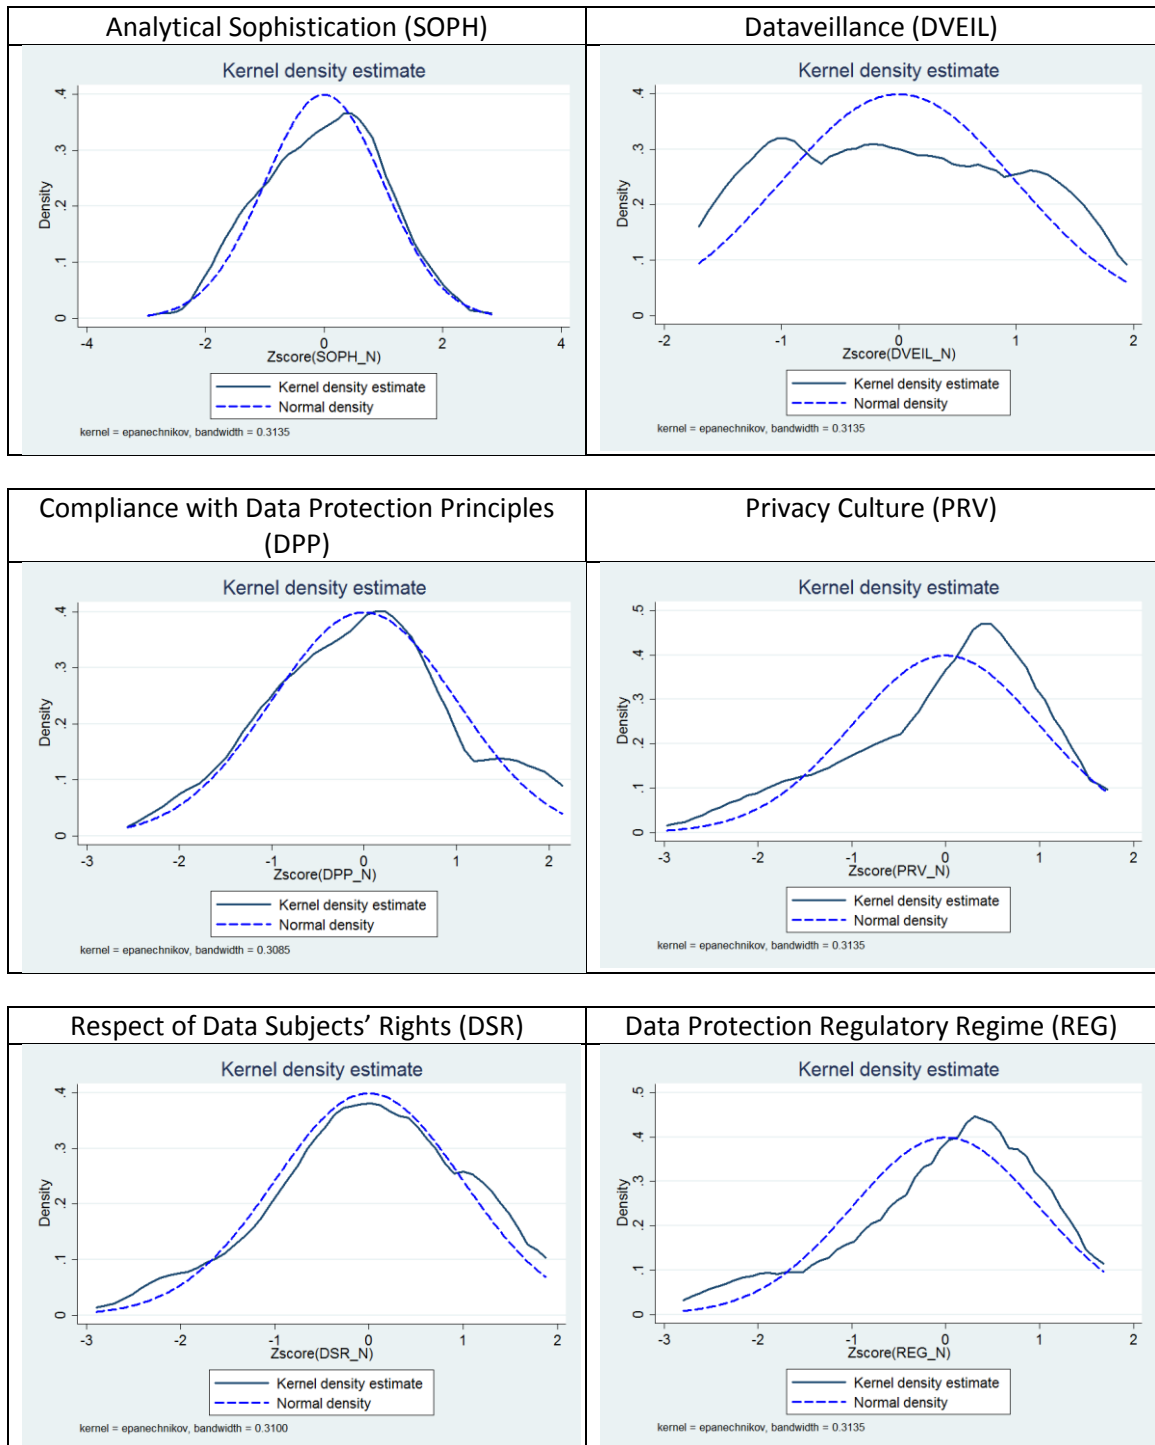 Analytical Sophistication (SOPH)
Kernel density estimate
Density
.4
.3
.2
.1
0
-4
-2
0
2
4
Zscore(SOPH_N)
Kernel density estimate
Normal density
kernel = epanechnikov, bandwidth = 0.3135
Dataveillance (DVEIL)
Kernel density estimate
Density
.4
.3
.2
.1
0
-2
-1
0
1
2
Zscore(DVEIL_N)
Kernel density estimate
Normal density
kernel = epanechnikov, bandwidth = 0.3135
Compliance with Data Protection Principles
(DPP)
Kernel density estimate
Density
.4
.3
.2
.1
0
-3
-2
-1
0
1
2
Zscore(DPP_N)
Kernel density estimate
Normal density
kernel = epanechnikov, bandwidth = 0.3085
Privacy Culture (PRV)
Kernel density estimate
Density
.5
.4
.3
.2
.1
0
-3
-2
-1
0
1
2
Zscore(PRV_N)
Kernel density estimate
Normal density
kernel = epanechnikov, bandwidth = 0.3135
Respect of Data Subjects’ Rights (DSR)
Kernel density estimate
Density
.4
.3
.2
.1
0
-3
-2
-1
0
1
2
Zscore(DSR_N)
Kernel density estimate
Normal density
kernel = epanechnikov, bandwidth = 0.3100
Data Protection Regulatory Regime (REG)
Kernel density estimate
Density
.5
.4
.3
.2
.1
0
-3
-2
-1
0
1
2
Zscore(REG_N)
Kernel density estimate
Normal density
kernel = epanechnikov, bandwidth = 0.3135